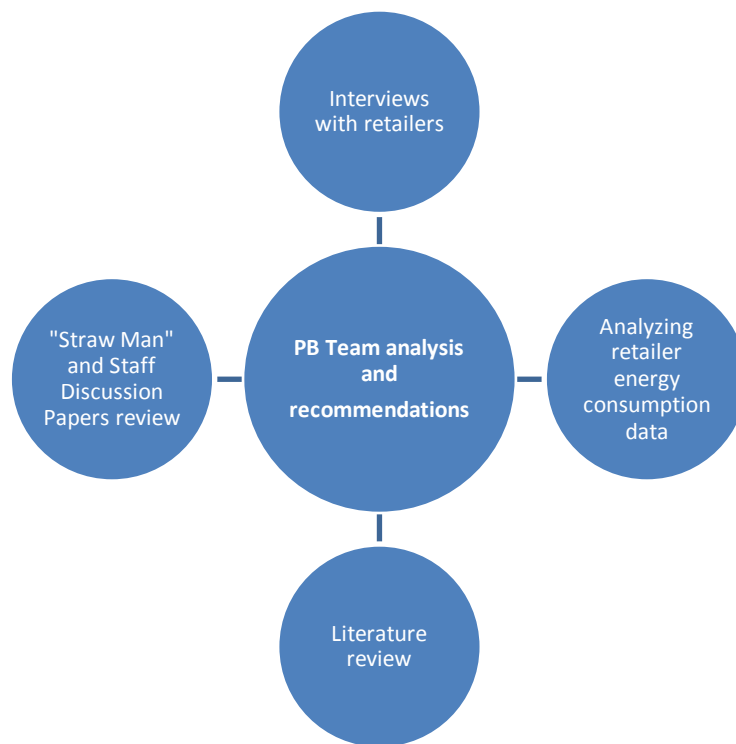 Interviews
with retailers
"Straw Man"
and Staff
Discussion
Papers review
PB Team analysis
and
recommendations
Analyzing
retailer
energy
consumption
data
Literature
review